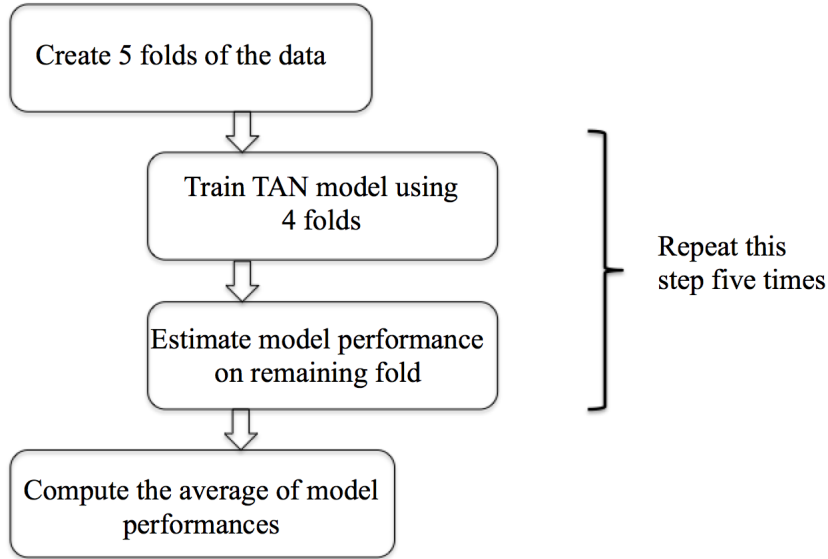 Create 5 folds of the data
Train TAN model using
4 folds
Repeat this
step five times
Estimate model performance
on remaining fold
Compute the average of model
performances